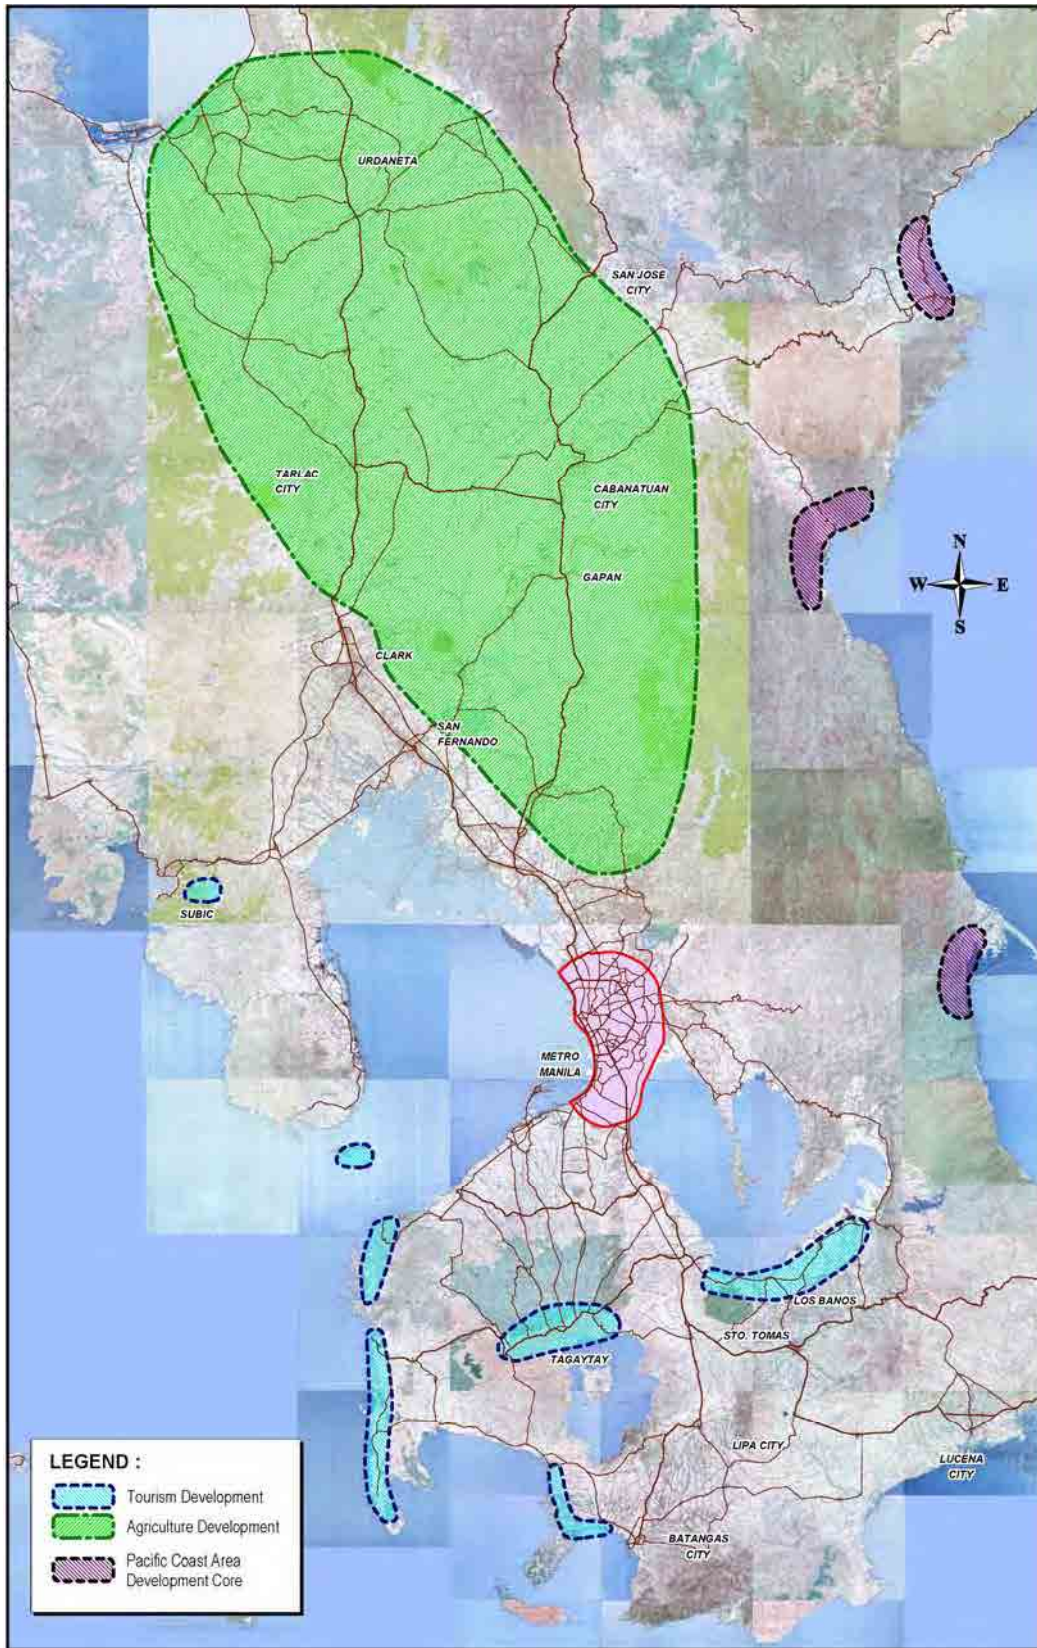 URDANETA
SAN JOSE
CITY
TARLAC
CITY
CABANATUAN
CITY
N
W
E
S
GAPAN
CLARK
SAN
FERNANDO
SUBIC
METRO
MANILA
LOS BANOS
STO. TOMAS
TAGAYTAY
LIPA CITY
LUCENA
CITY
BATANGAS
CITY
LEGEND :
Tourism Development
Agriculture Development
Pacific Coast Area
Development Core